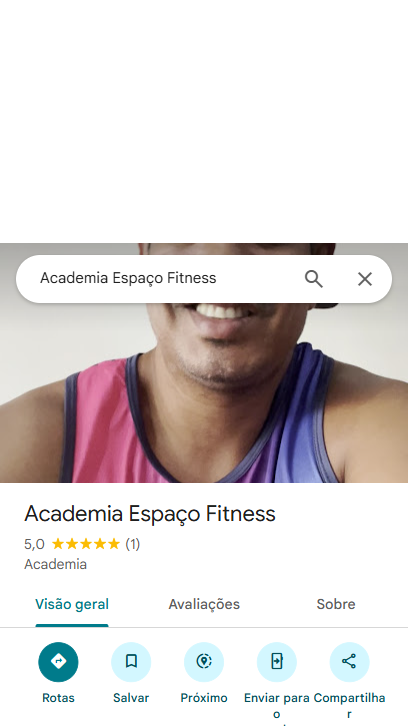 Academia Espaço Fitness
Academia Espaço Fitness
5,0 (1)
Academia
Visão geral
Avaliações
Sobre
Rotas
Salvar
Próximo
Enviar para
o
Compartilha
r